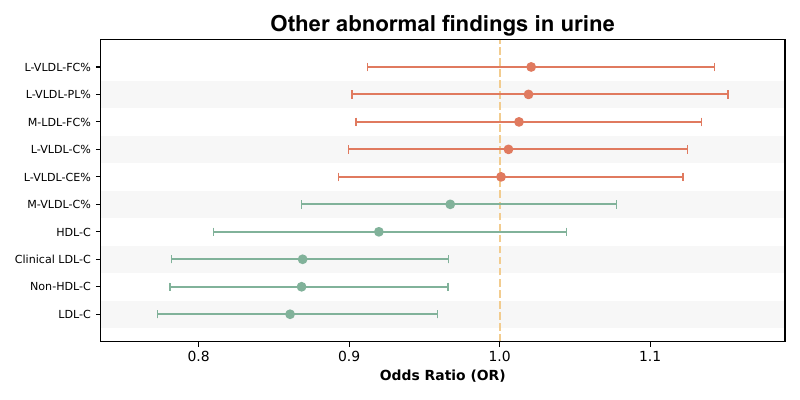 Other abnormal findings in urine
L-VLDL-FC%
L-VLDL-PL%
M-LDL-FC%
L-VLDL-C%
L-VLDL-CE%
M-VLDL-C%
HDL-C
Clinical LDL-C
Non-HDL-C
LDL-C
0.8 0.9 1.0 1.1
Odds Ratio (OR)